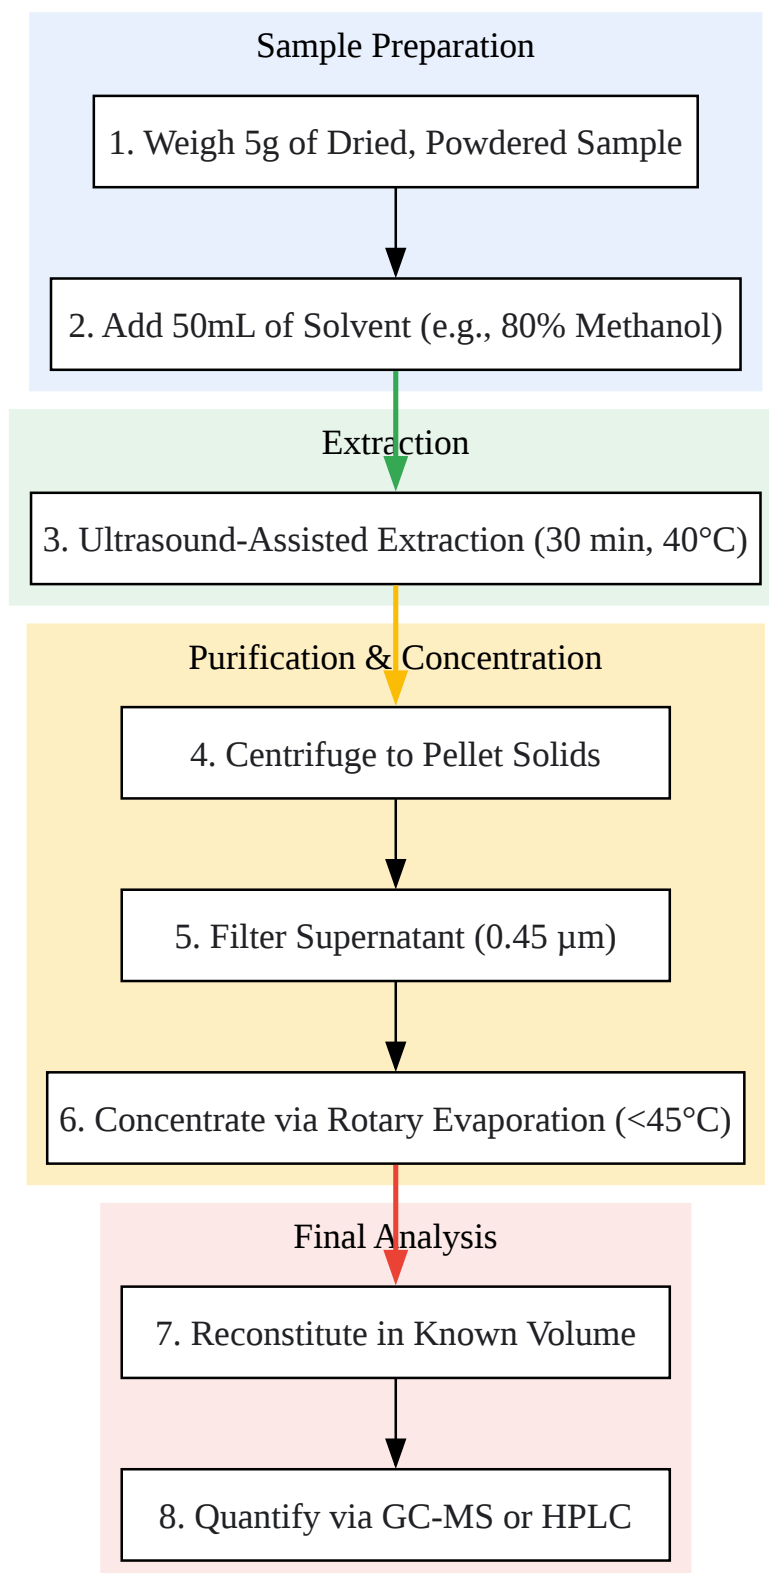 Sample Preparation
1. Weigh 5g of Dried, Powdered Sample
2. Add 50mL of Solvent (e.g., 80% Methanol)
Extraction
3. Ultrasound-Assisted Extraction (30 min, 40°C)
Purification & Concentration
4. Centrifuge to Pellet Solids
5. Filter Supernatant (0.45 µm)
6. Concentrate via Rotary Evaporation (<45°C)
Final Analysis
7. Reconstitute in Known Volume
8. Quantify via GC-MS or HPLC